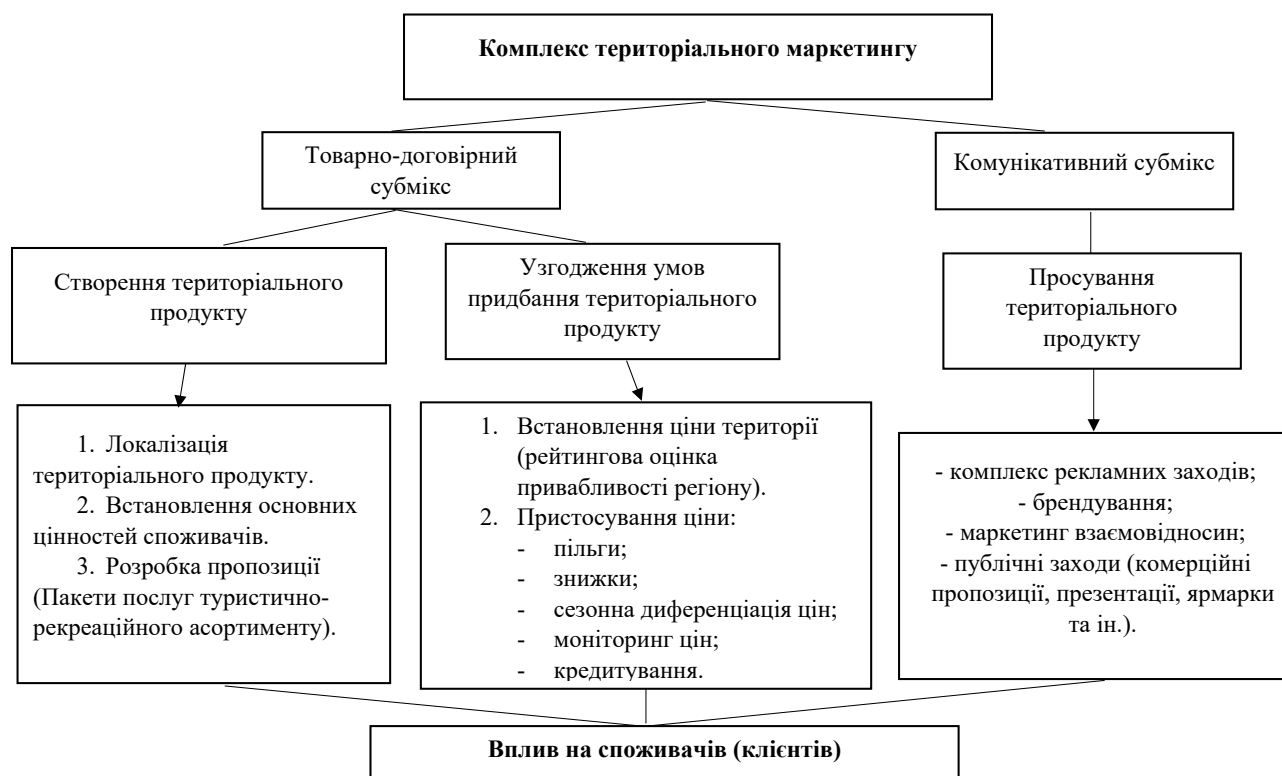 Комплекс територіального маркетингу
Товарно-договірний
субмікс
Комунікативний субмікс
Створення територіального
продукту
Узгодження умов
придбання територіального
продукту
Просування
територіального
продукту
1. Локалізація
територіального продукту.
2. Встановлення основних
цінностей споживачів.
3. Розробка пропозиції
(Пакети послуг туристично-
рекреаційного асортименту).
1. Встановлення ціни території
(рейтингова оцінка
привабливості регіону).
2. Пристосування ціни:
- пільги;
- знижки;
- сезонна диференціація цін;
- моніторинг цін;
- кредитування.
- комплекс рекламних заходів;
- брендування;
- маркетинг взаємовідносин;
- публічні заходи (комерційні
пропозиції, презентації, ярмарки
та ін.).
Вплив на споживачів (клієнтів)